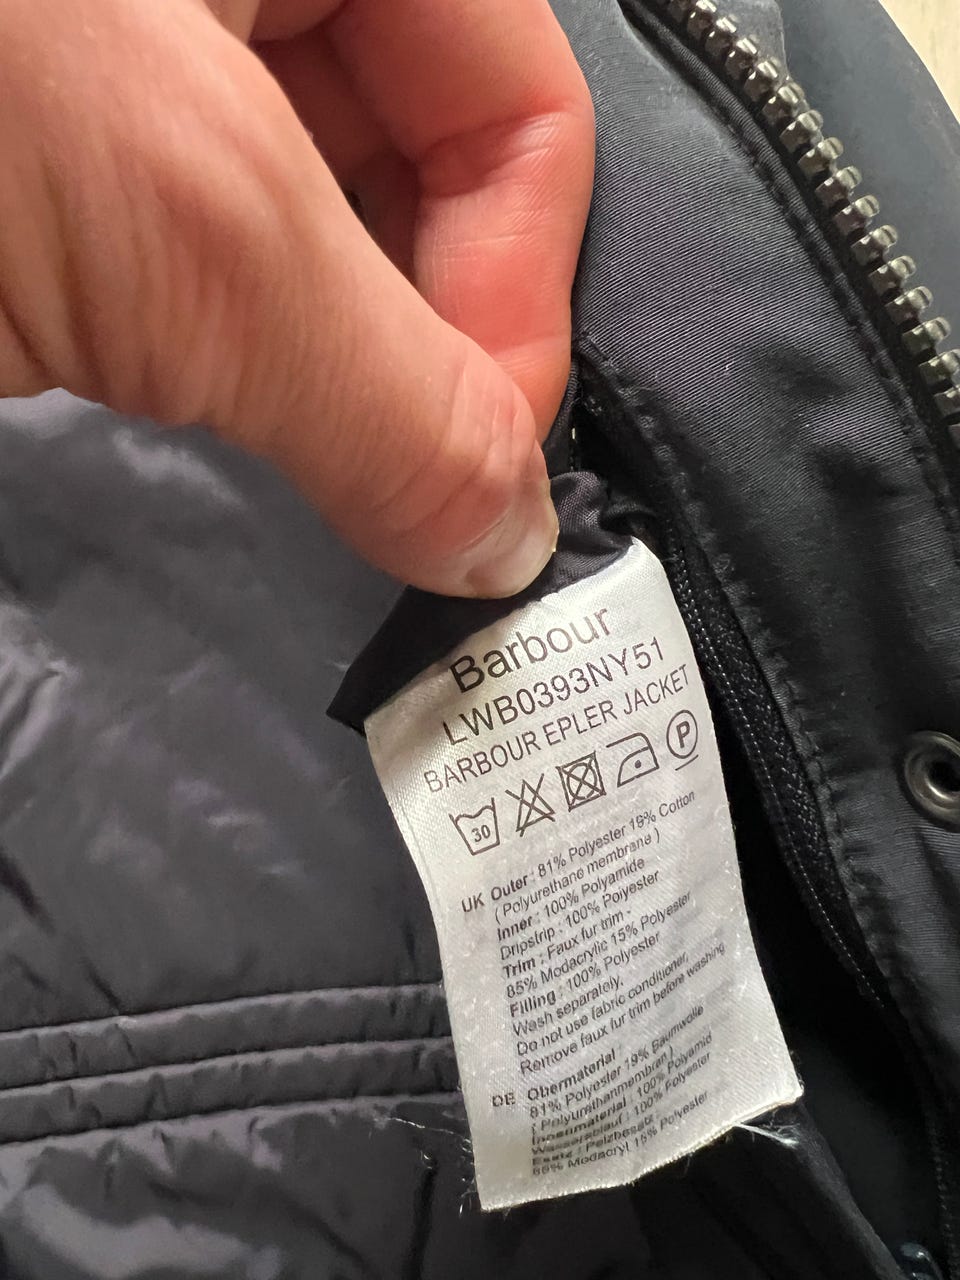 Barbour
LWB0393NY51
BARBOUR EPLER JACKET
30 P
UK Outer : 81% Polyester 19% Cotton
( Polyurethane membrane )
Inner : 100% Polyamide
Dripstrip : 100% Polyester
Trim : Faux fur trim -
85% Modacrylic 15% Polyester
Filling : 100% Polyester
Wash separately.
Do not use fabric conditioner.
Remove faux fur trim before washing
DE Obermaterial :
81% Polyester 19% Baumwolle
( Polyurethanmembran )
Innenmaterial : 100% Polyamid
Wasserablauf : 100% Polyester
Besatz : Pelzbesatz -
85% Modacryl 15% Polyester